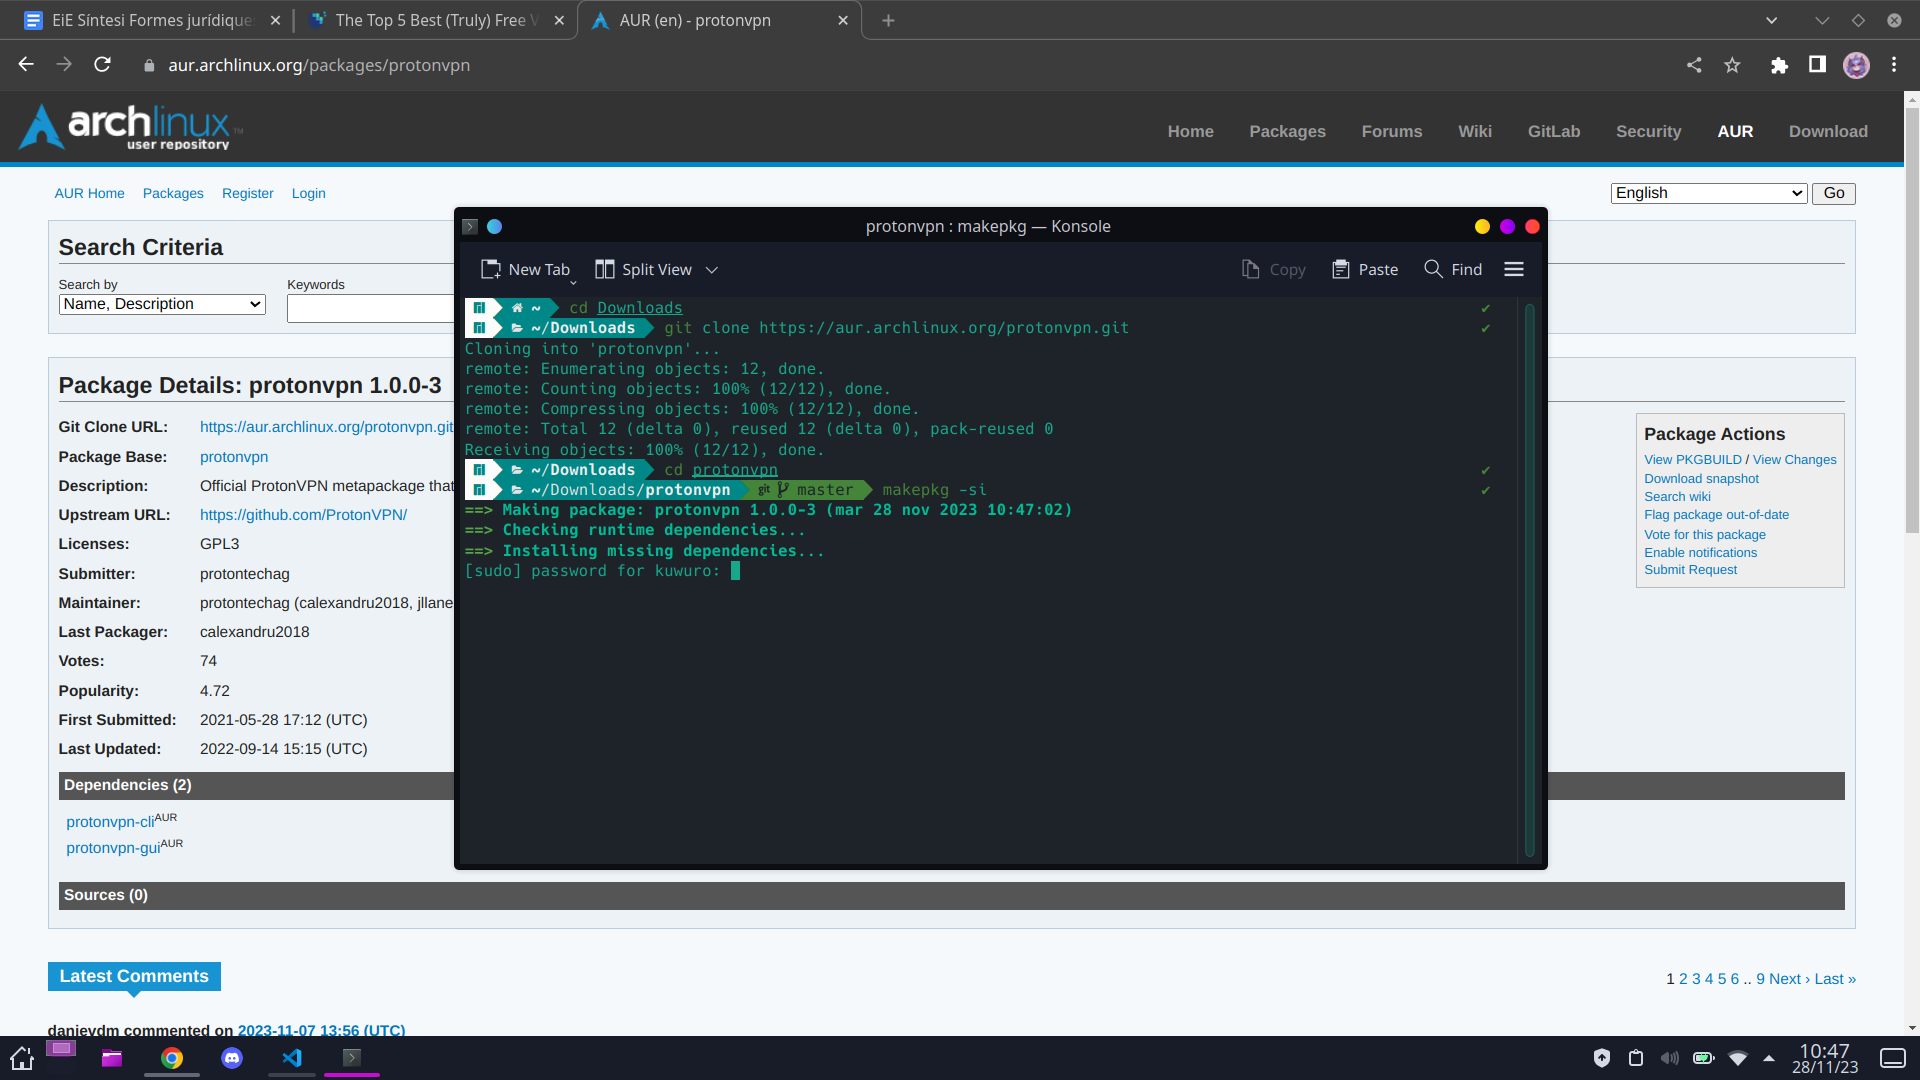 EiE Síntesi Formes jurídique
The Top 5 Best (Truly) Free V
AUR (en) - protonvpn
aur.archlinux.org/packages/protonvpn
archlinux™
user repository
Home Packages Forums Wiki GitLab Security AUR Download
AUR Home Packages Register Login
English Go
Search Criteria
Search by
Keywords
Name, Description
Package Details: protonvpn 1.0.0-3
Git Clone URL: https://aur.archlinux.org/protonvpn.git
Package Base: protonvpn
Description: Official ProtonVPN metapackage that
Upstream URL: https://github.com/ProtonVPN/
Licenses: GPL3
Submitter: protontechag
Maintainer: protontechag (calexandru2018, jllane
Last Packager: calexandru2018
Votes: 74
Popularity: 4.72
First Submitted: 2021-05-28 17:12 (UTC)
Last Updated: 2022-09-14 15:15 (UTC)
Dependencies (2)
protonvpn-cliAUR
protonvpn-guiAUR
Sources (0)
Package Actions
View PKGBUILD / View Changes
Download snapshot
Search wiki
Flag package out-of-date
Vote for this package
Enable notifications
Submit Request
protonvpn : makepkg — Konsole
New Tab Split View Copy Paste Find
~ cd Downloads ✔
~/Downloads git clone https://aur.archlinux.org/protonvpn.git ✔
Cloning into 'protonvpn'...
remote: Enumerating objects: 12, done.
remote: Counting objects: 100% (12/12), done.
remote: Compressing objects: 100% (12/12), done.
remote: Total 12 (delta 0), reused 12 (delta 0), pack-reused 0
Receiving objects: 100% (12/12), done.
~/Downloads cd protonvpn ✔
~/Downloads/protonvpn git master makepkg -si ✔
==> Making package: protonvpn 1.0.0-3 (mar 28 nov 2023 10:47:02)
==> Checking runtime dependencies...
==> Installing missing dependencies...
[sudo] password for kuwuro:
Latest Comments
1 2 3 4 5 6 .. 9 Next › Last »
danievdm commented on 2023-11-07 13:56 (UTC)
10:47
28/11/23